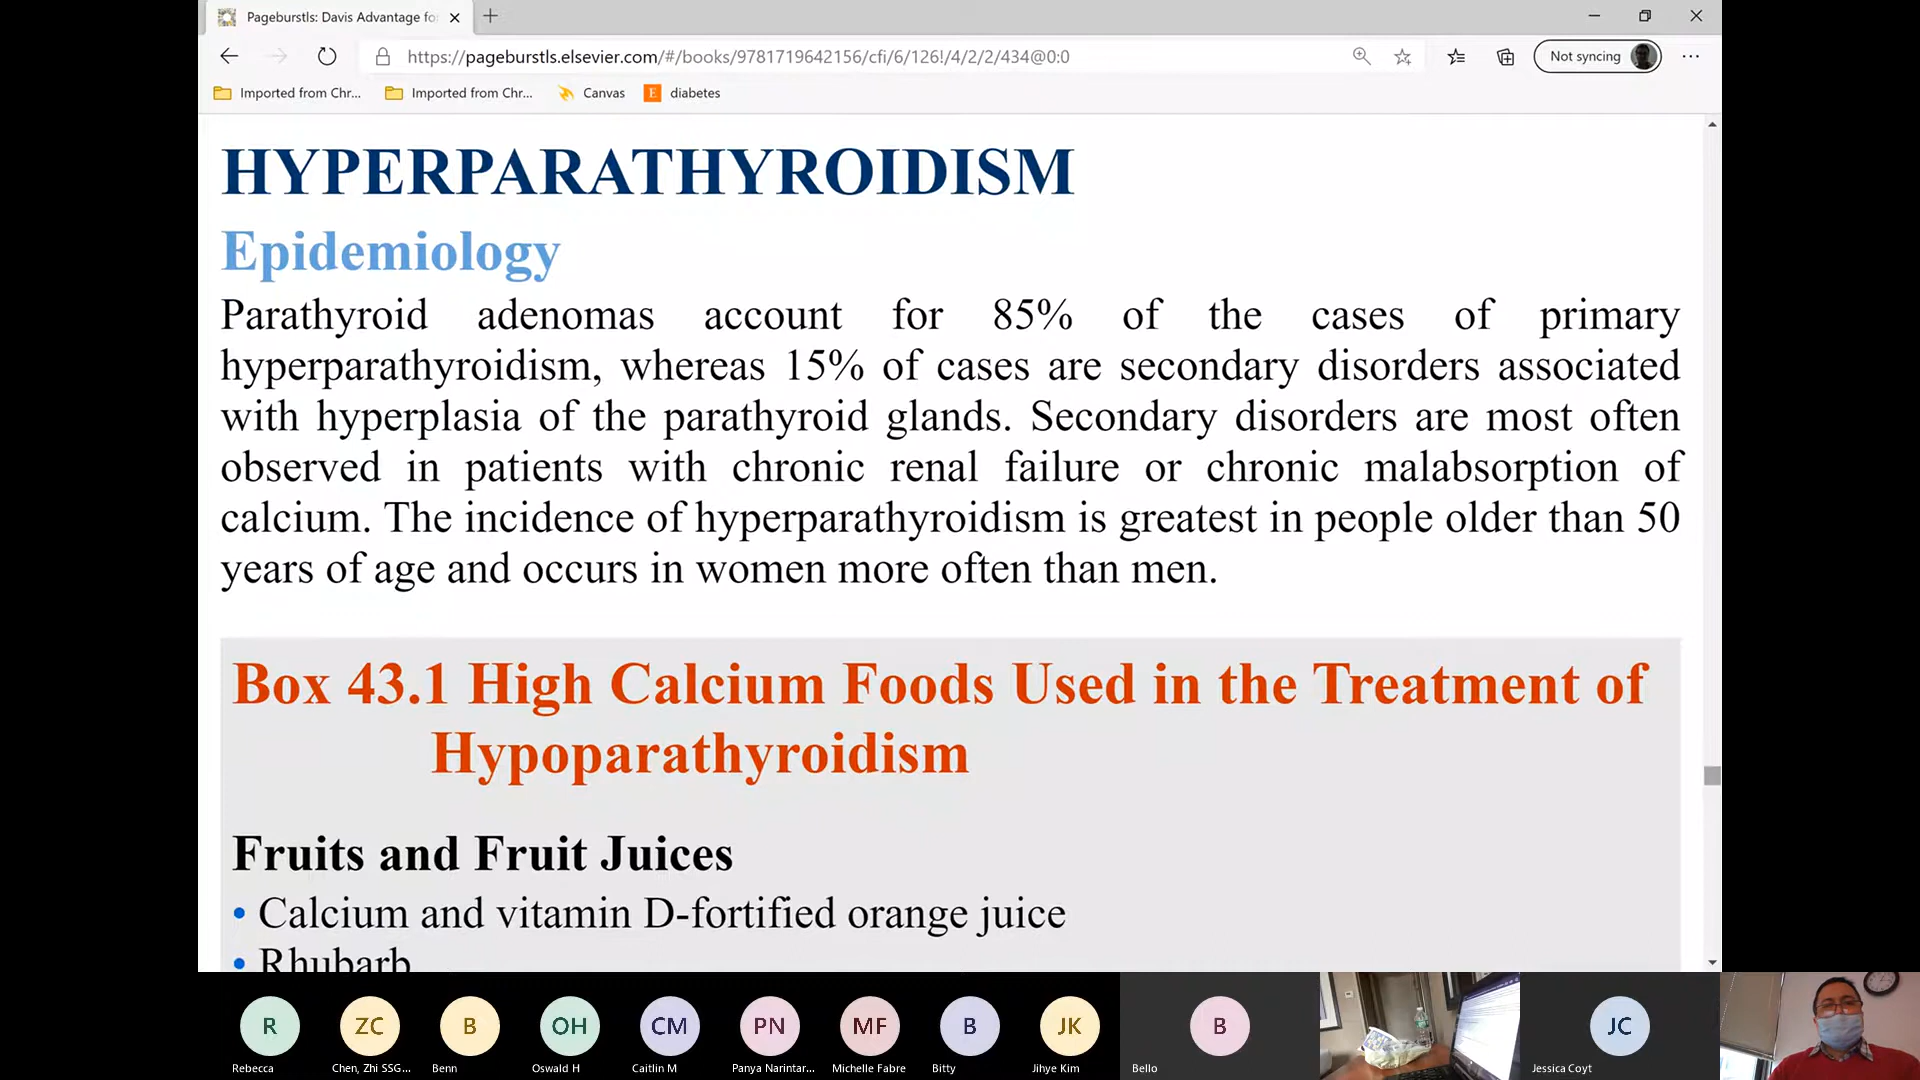 Pageburstls: Davis Advantage fo
https://pageburstls.elsevier.com/#/books/9781719642156/cfi/6/126!/4/2/2/434@0:0
Not syncing
Imported from Chr...
Imported from Chr...
Canvas
E
diabetes
HYPERPARATHYROIDISM
Epidemiology
Parathyroid adenomas account for 85% of the cases of primary
hyperparathyroidism, whereas 15% of cases are secondary disorders associated
with hyperplasia of the parathyroid glands. Secondary disorders are most often
observed in patients with chronic renal failure or chronic malabsorption of
calcium. The incidence of hyperparathyroidism is greatest in people older than 50
years of age and occurs in women more often than men.
Box 43.1 High Calcium Foods Used in the Treatment of
Hypoparathyroidism
Fruits and Fruit Juices
• Calcium and vitamin D-fortified orange juice
• Rhubarb
R
ZC
B
OH
CM
PN
MF
B
JK
B
JC
Rebecca
Chen, Zhi SSG...
Benn
Oswald H
Caitlin M
Panya Narintar...
Michelle Fabre
Bitty
Jihye Kim
Bello
Jessica Coyt